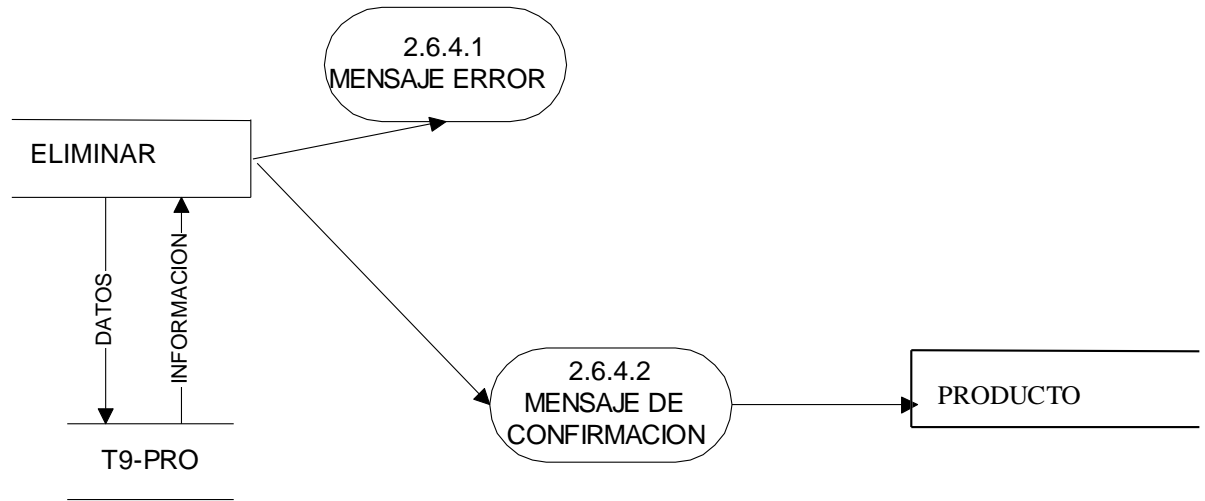 2.6.4.1
MENSAJE ERROR
ELIMINAR
DATOS
INFORMACION
T9-PRO
2.6.4.2
MENSAJE DE
CONFIRMACION
PRODUCTO